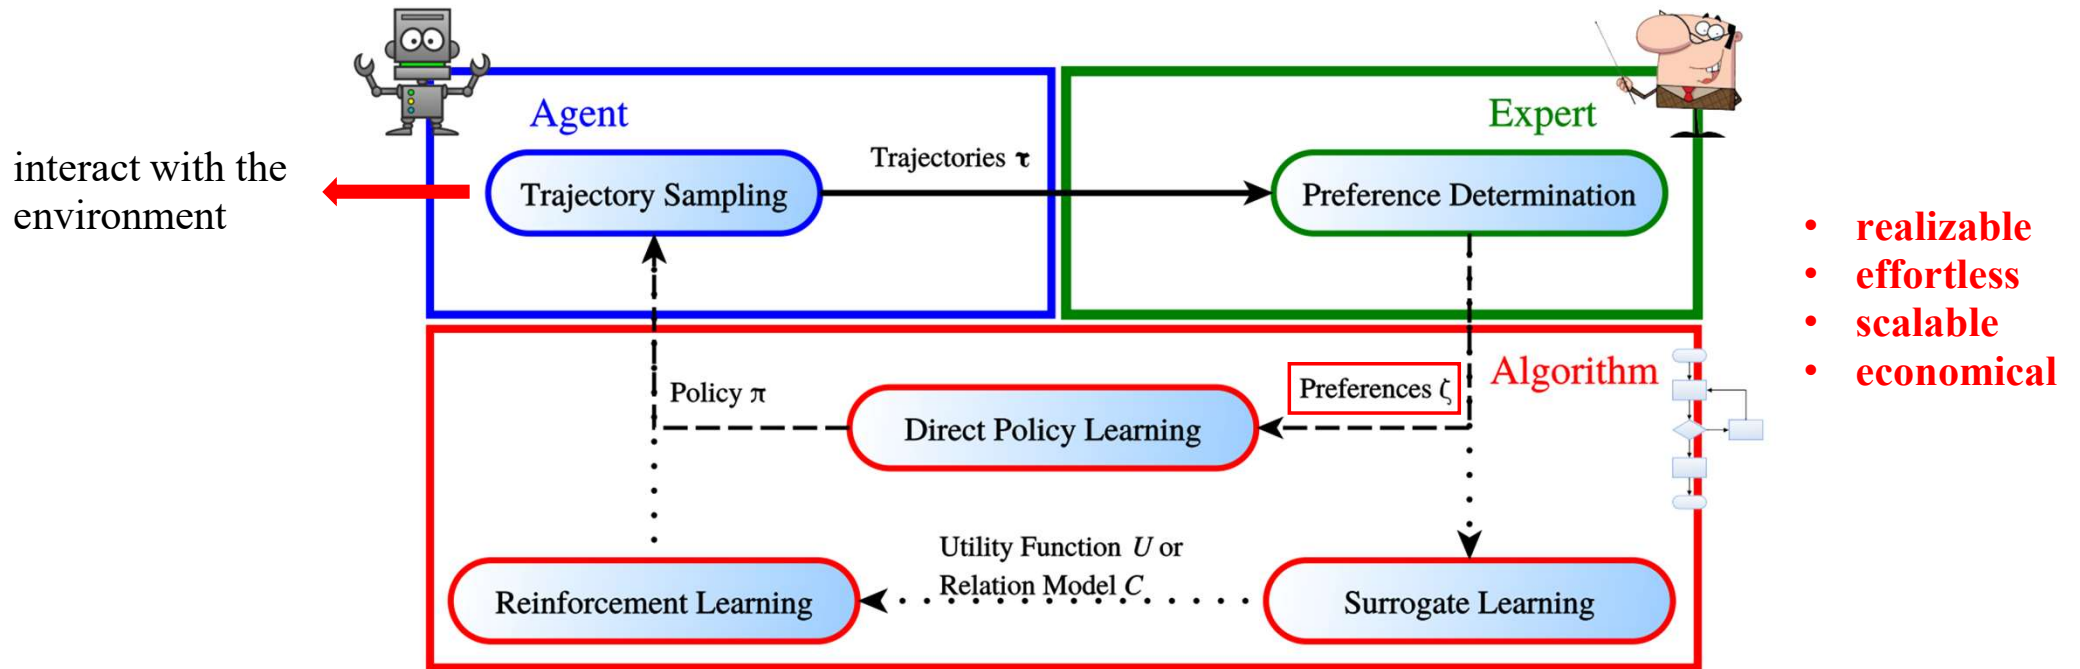 Agent
Expert
interact with the
environment
Trajectories τ
Trajectory Sampling
Preference Determination
• realizable
• effortless
• scalable
• economical
Policy π
Preferences ζ
Algorithm
Direct Policy Learning
Utility Function U or
Relation Model C
Reinforcement Learning
Surrogate Learning